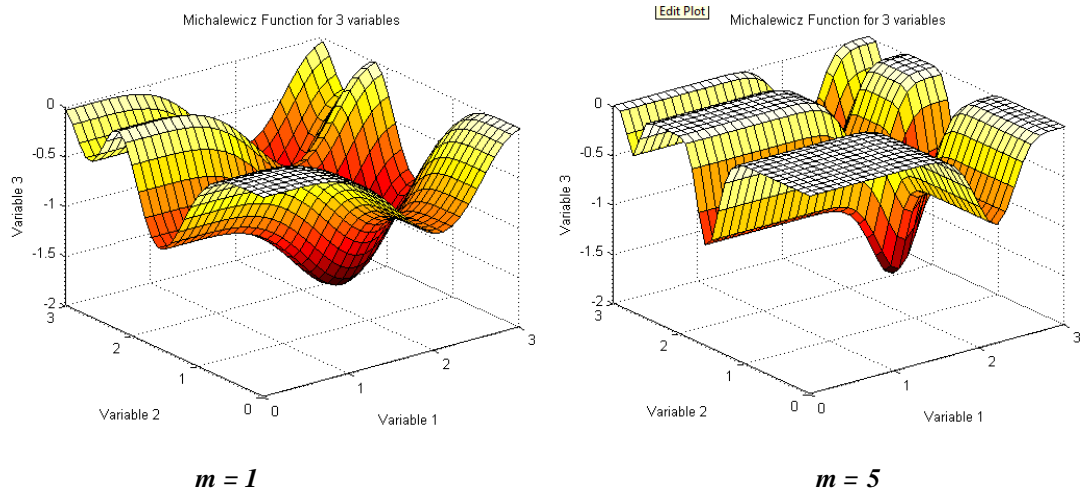 Michalewicz Function for 3 variables
0
-0.5
-1
-1.5
-2
Variable 3
3
2
1
0
Variable 2
0
1
2
3
Variable 1
m = 1
Edit Plot
Michalewicz Function for 3 variables
0
-0.5
-1
-1.5
-2
Variable 3
3
2
1
0
Variable 2
0
1
2
3
Variable 1
m = 5